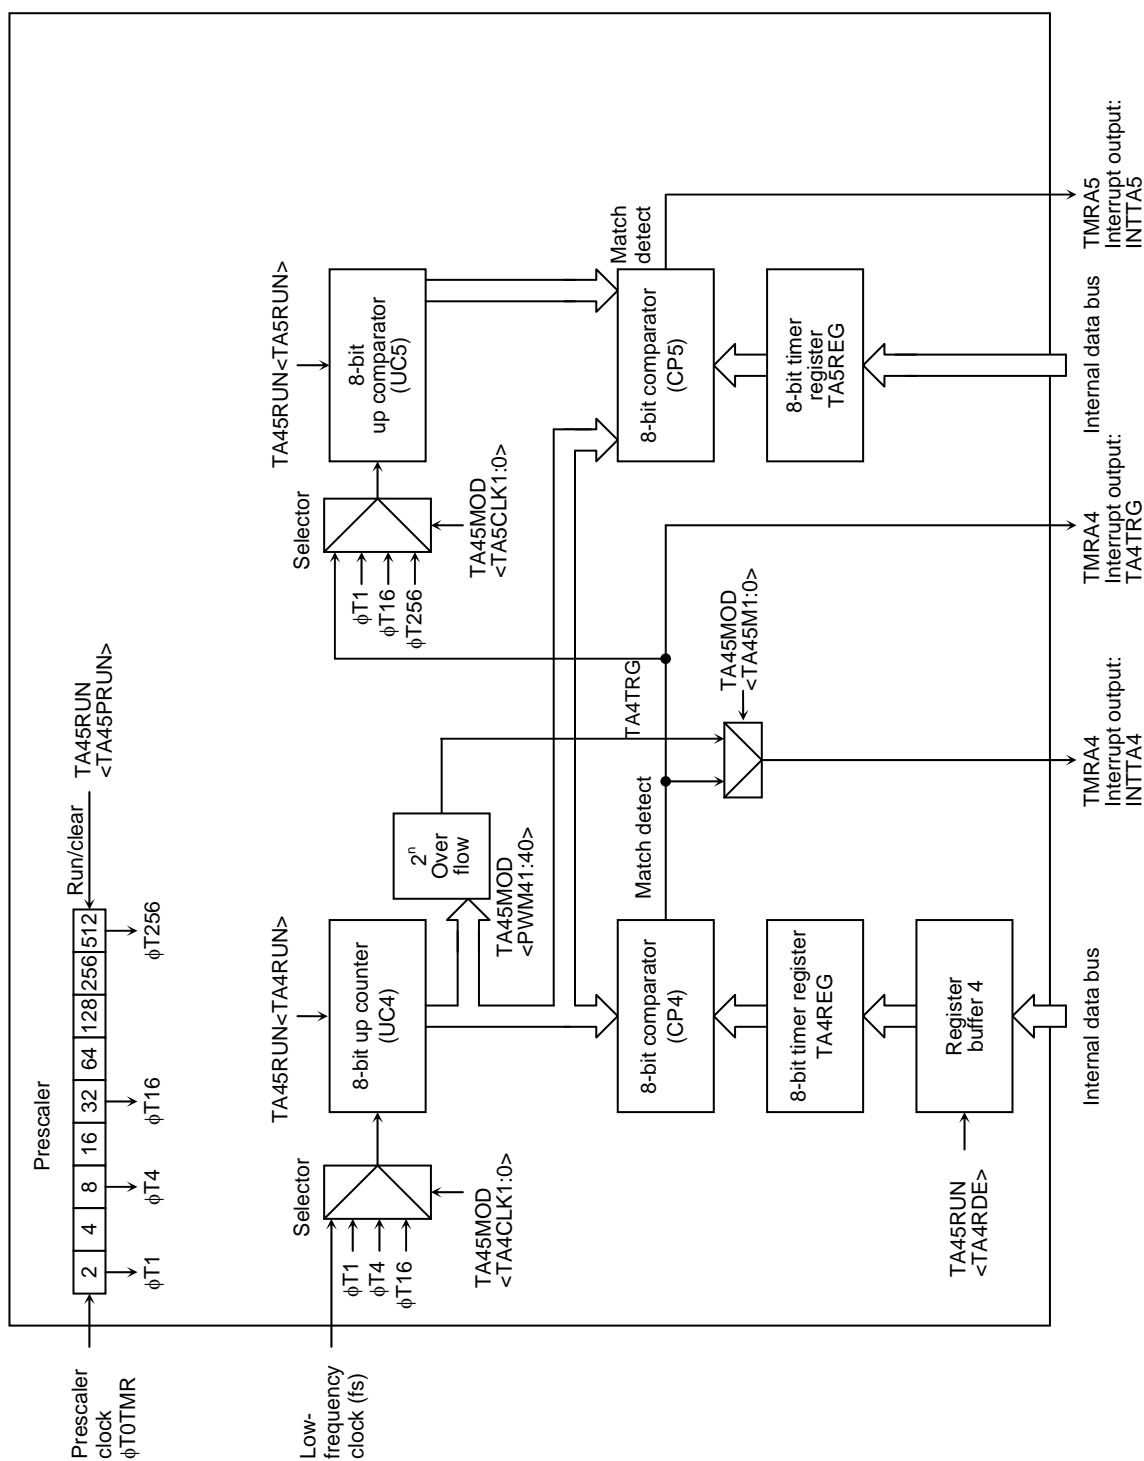 Prescaler
Prescaler
clock
ϕT0TMR
2
4
8
16
32
64
128
256
512
Run/clear
TA45RUN
<TA45PRUN>
ϕT1
ϕT4
ϕT16
ϕT256
Low-
frequency
clock (fs)
ϕT1
ϕT4
ϕT16
Selector
TA45MOD
<TA4CLK1:0>
TA45RUN<TA4RUN>
8-bit up counter
(UC4)
2ⁿ
Over
flow
TA45MOD
<PWM41:40>
TA4TRG
Selector
ϕT1
ϕT16
ϕT256
TA45MOD
<TA5CLK1:0>
TA45RUN<TA5RUN>
8-bit
up comparator
(UC5)
8-bit comparator
(CP4)
Match detect
TA45MOD
<TA45M1:0>
8-bit comparator
(CP5)
Match
detect
8-bit timer register
TA4REG
8-bit timer
register
TA5REG
TA45RUN
<TA4RDE>
Register
buffer 4
Internal data bus
TMRA4
Interrupt output:
INTTA4
TMRA4
Interrupt output:
TA4TRG
Internal data bus
TMRA5
Interrupt output:
INTTA5